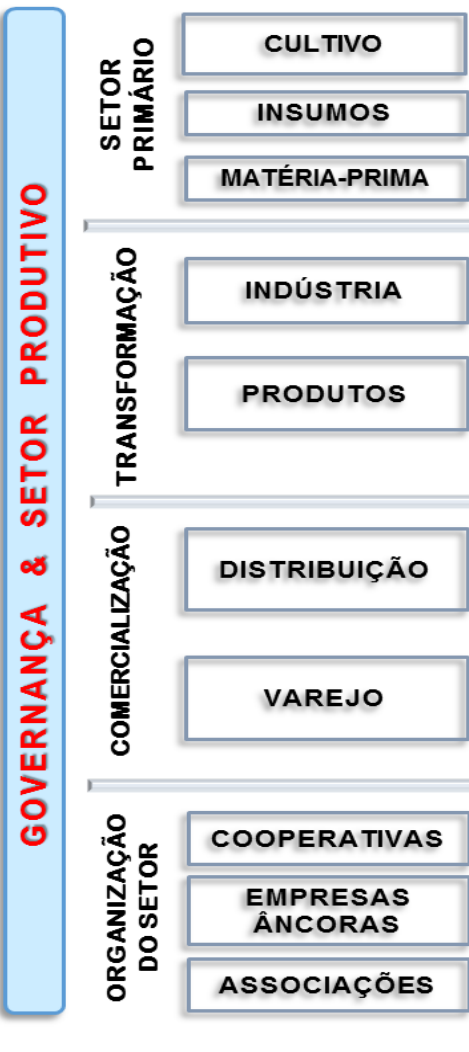 GOVERNANÇA & SETOR PRODUTIVO
SETOR
PRIMÁRIO
CULTIVO
INSUMOS
MATÉRIA-PRIMA
TRANSFORMAÇÃO
INDÚSTRIA
PRODUTOS
COMERCIALIZAÇÃO
DISTRIBUIÇÃO
VAREJO
ORGANIZAÇÃO
DO SETOR
COOPERATIVAS
EMPRESAS
ÂNCORAS
ASSOCIAÇÕES